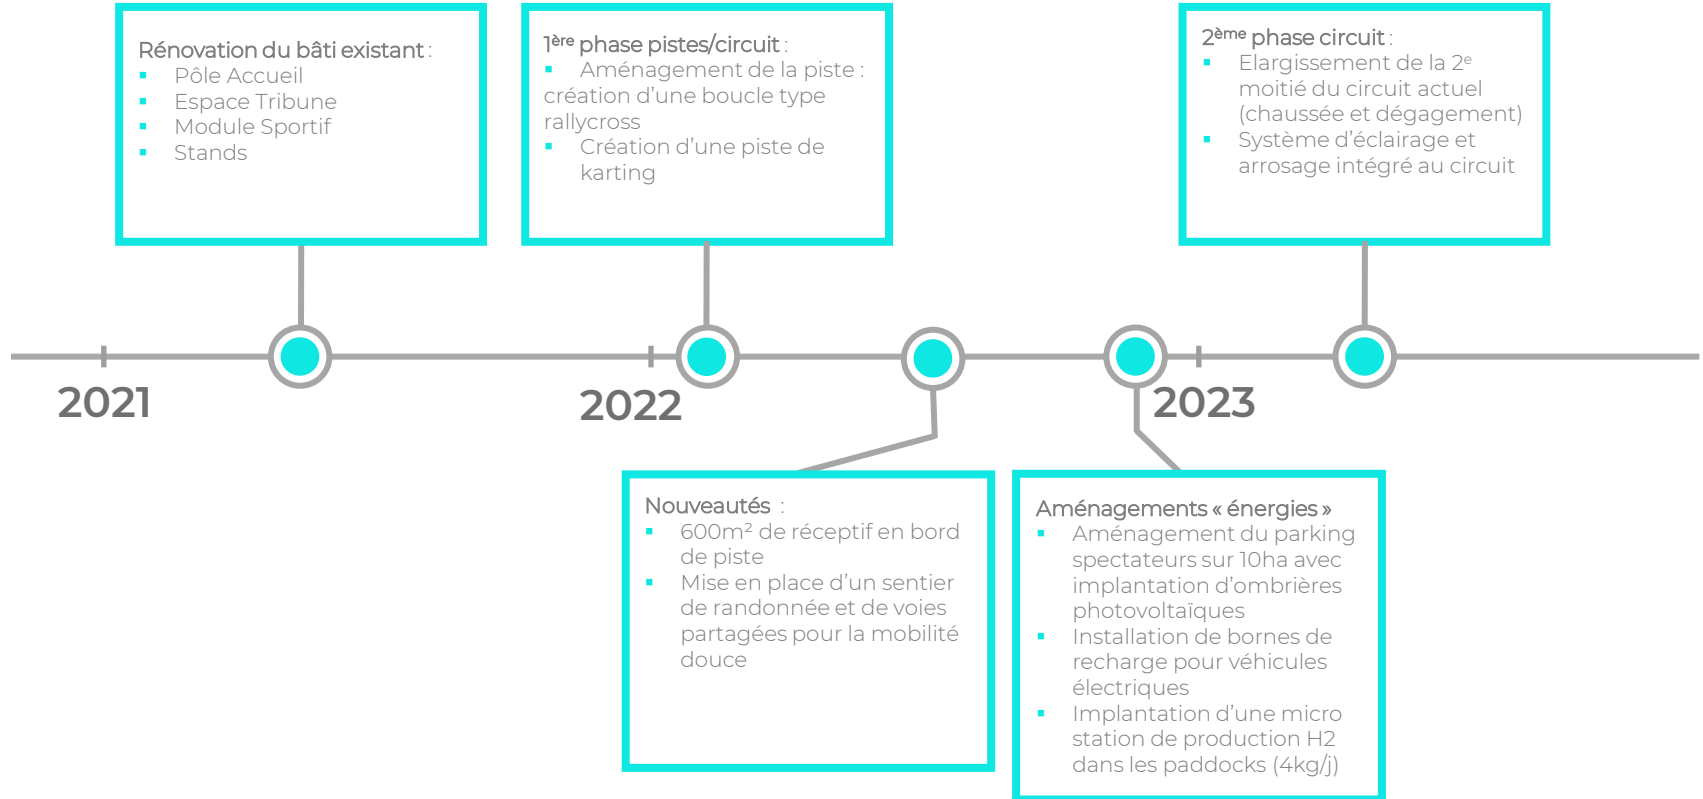 Rénovation du bâti existant :
▪ Pôle Accueil
▪ Espace Tribune
▪ Module Sportif
▪ Stands
1ère phase pistes/circuit :
▪ Aménagement de la piste :
création d’une boucle type
rallycross
▪ Création d’une piste de
karting
2ème phase circuit :
▪ Elargissement de la 2e
moitié du circuit actuel
(chaussée et dégagement)
▪ Système d’éclairage et
arrosage intégré au circuit
2021
2022
2023
Nouveautés :
▪ 600m² de réceptif en bord
de piste
▪ Mise en place d’un sentier
de randonnée et de voies
partagées pour la mobilité
douce
Aménagements « énergies »
▪ Aménagement du parking
spectateurs sur 10ha avec
implantation d’ombrières
photovoltaïques
▪ Installation de bornes de
recharge pour véhicules
électriques
▪ Implantation d’une micro
station de production H2
dans les paddocks (4kg/j)